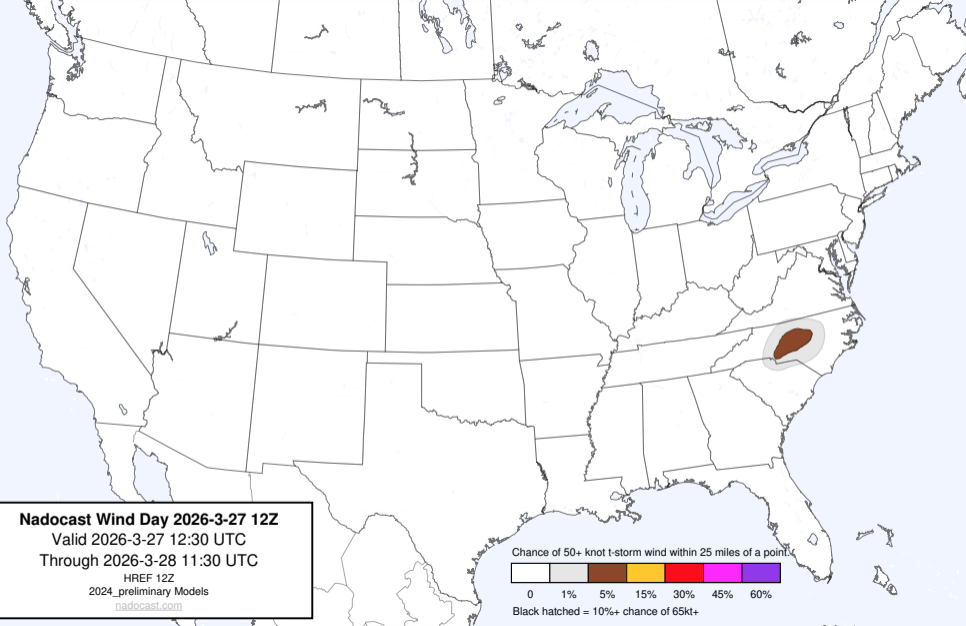 Nadocast Wind Day 2026-3-27 12Z
Valid 2026-3-27 12:30 UTC
Through 2026-3-28 11:30 UTC
HREF 12Z
2024_preliminary Models
nadocast.com
Chance of 50+ knot t-storm wind within 25 miles of a point.
0 1% 5% 15% 30% 45% 60%
Black hatched = 10%+ chance of 65kt+